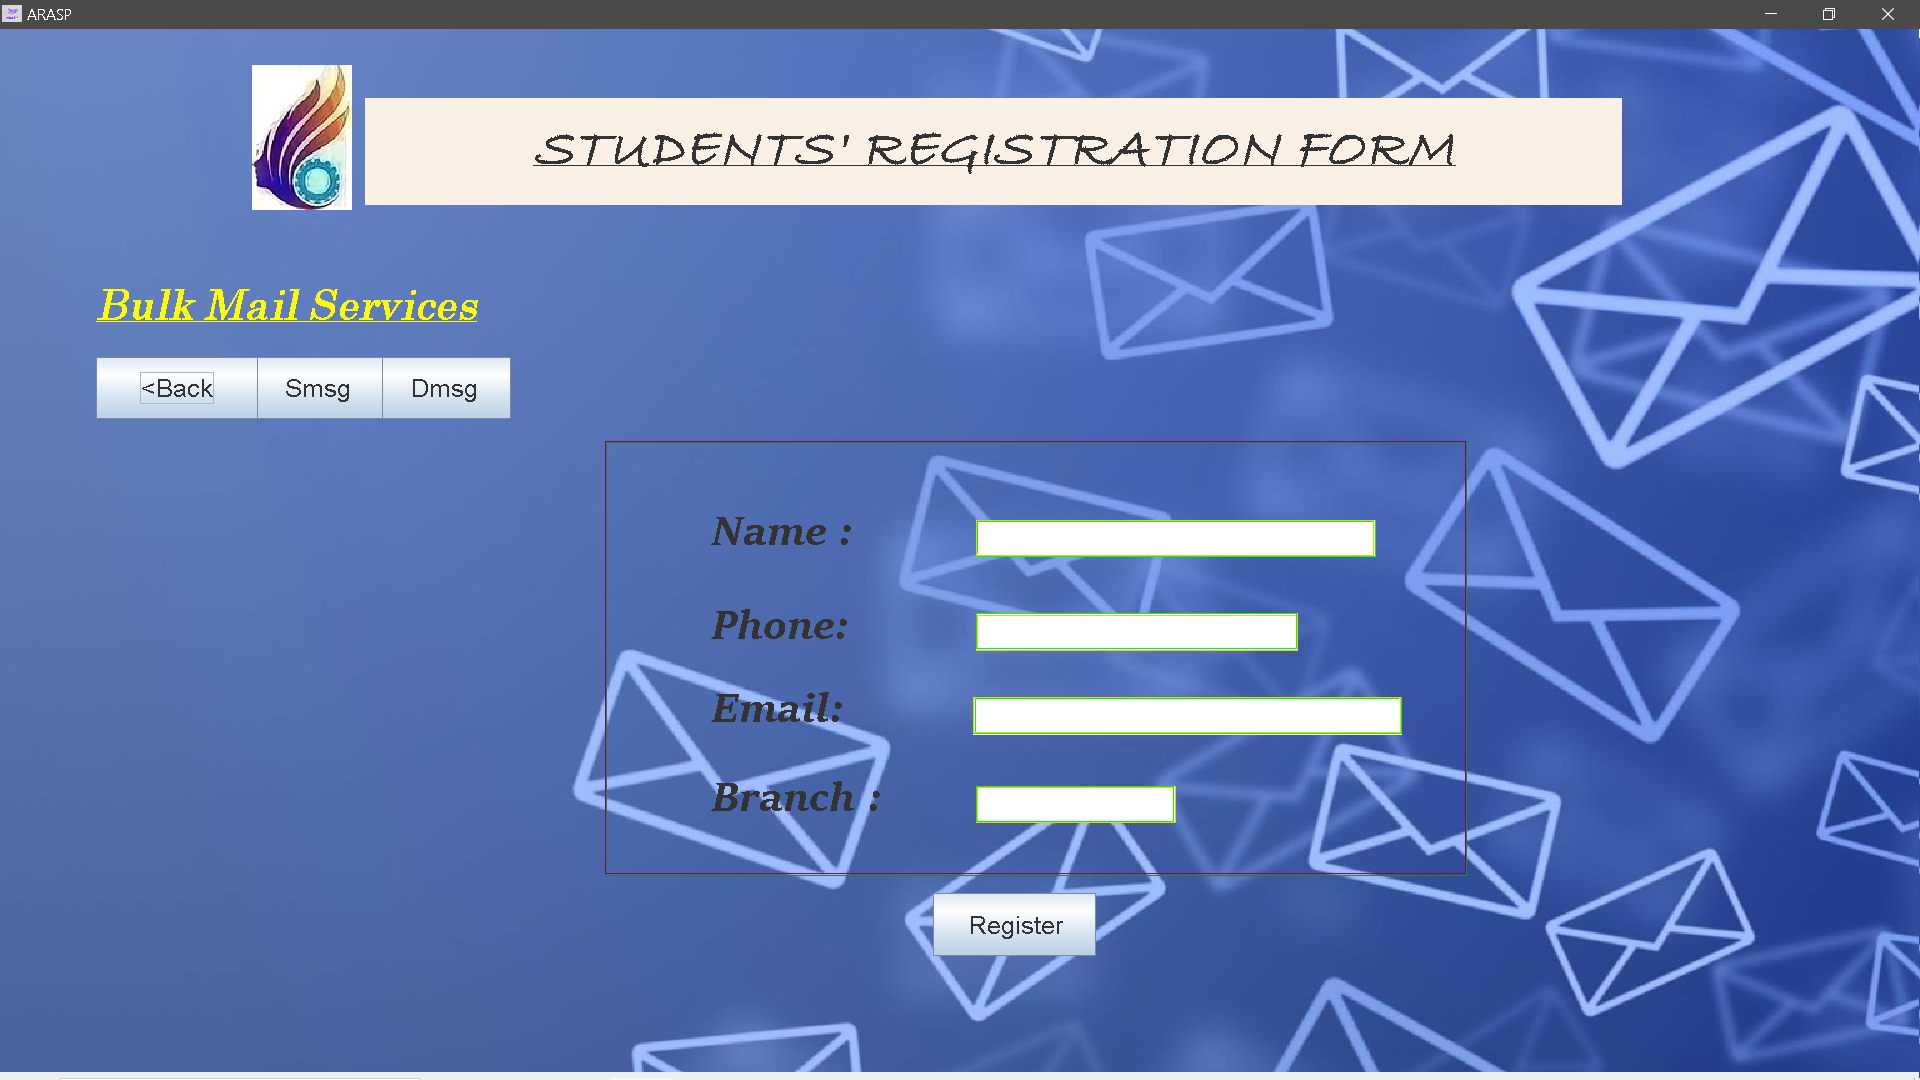 ARASP
STUDENTS' REGISTRATION FORM
Bulk Mail Services
<Back Smsg Dmsg
Name :
Phone:
Email:
Branch :
Register